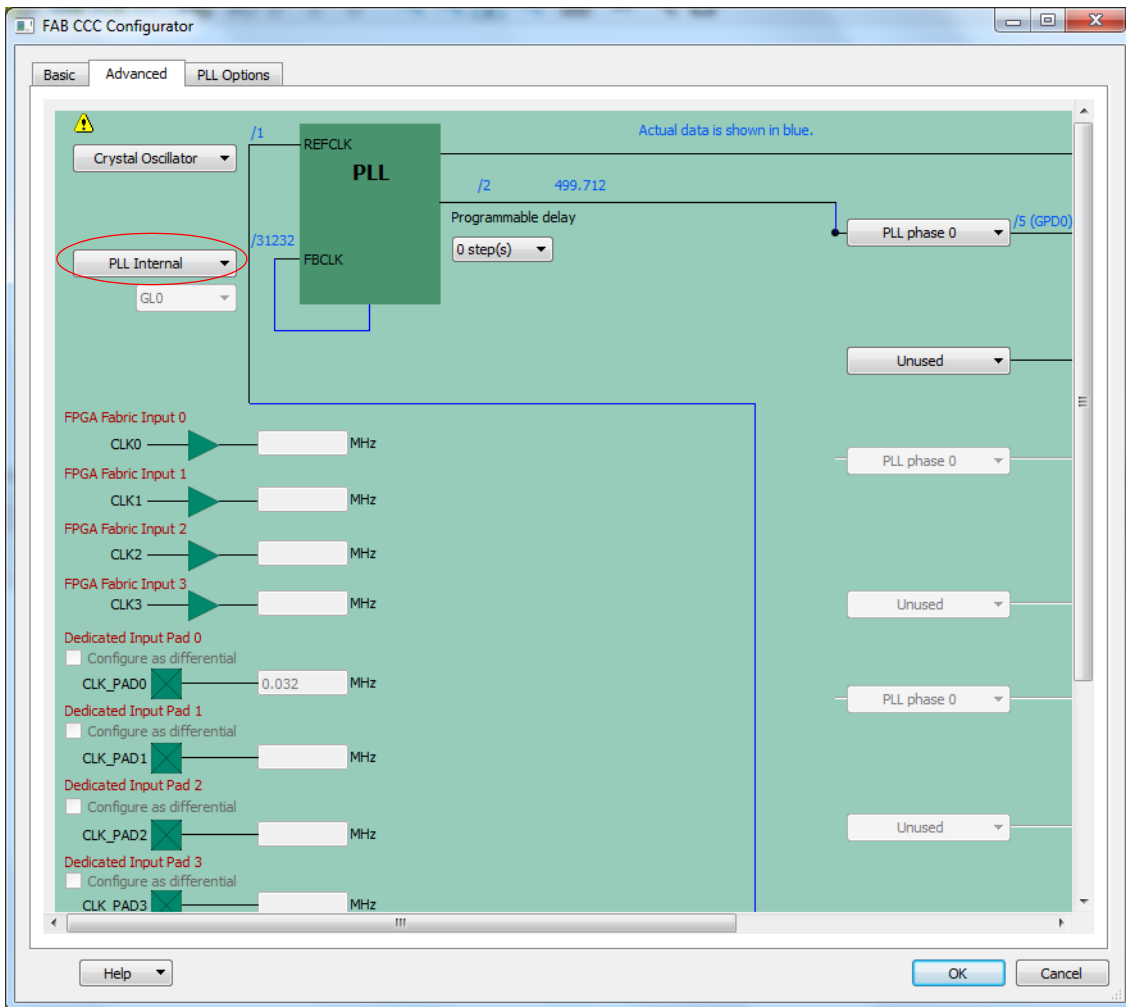 FAB CCC Configurator
Basic Advanced PLL Options
Actual data is shown in blue.
Crystal Oscillator
/1
REFCLK
PLL
/2 499.712
Programmable delay
0 step(s)
PLL phase 0
/5 (GPD0)
/31232
FBCLK
PLL Internal
GL0
Unused
FPGA Fabric Input 0
CLK0 MHz
PLL phase 0
FPGA Fabric Input 1
CLK1 MHz
FPGA Fabric Input 2
CLK2 MHz
FPGA Fabric Input 3
CLK3 MHz
Unused
Dedicated Input Pad 0
Configure as differential
CLK_PAD0 0.032 MHz
PLL phase 0
Dedicated Input Pad 1
Configure as differential
CLK_PAD1 MHz
Dedicated Input Pad 2
Configure as differential
CLK_PAD2 MHz
Unused
Dedicated Input Pad 3
Configure as differential
CLK_PAD3 MHz
Help OK Cancel